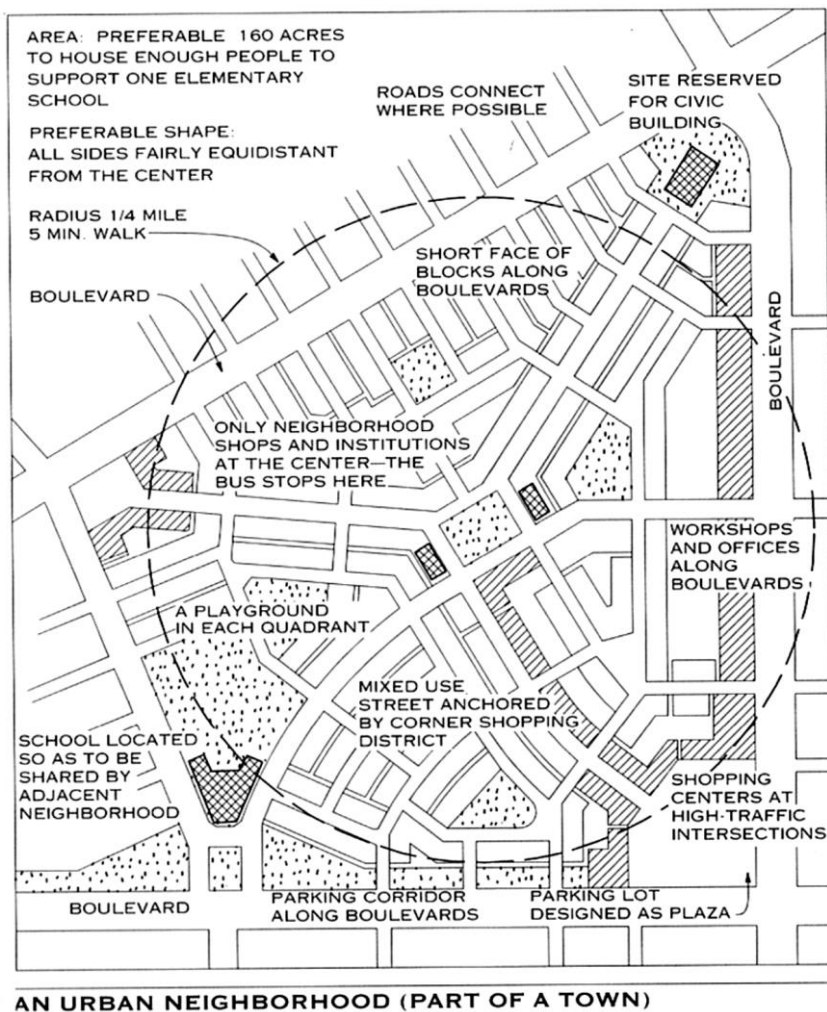 AREA: PREFERABLE 160 ACRES
TO HOUSE ENOUGH PEOPLE TO
SUPPORT ONE ELEMENTARY
SCHOOL
PREFERABLE SHAPE:
ALL SIDES FAIRLY EQUIDISTANT
FROM THE CENTER
RADIUS 1/4 MILE
5 MIN. WALK
BOULEVARD
ROADS CONNECT
WHERE POSSIBLE
SITE RESERVED
FOR CIVIC
BUILDING
SHORT FACE OF
BLOCKS ALONG
BOULEVARDS
BOULEVARD
ONLY NEIGHBORHOOD
SHOPS AND INSTITUTIONS
AT THE CENTER—THE
BUS STOPS HERE
WORKSHOPS
AND OFFICES
ALONG
BOULEVARDS
A PLAYGROUND
IN EACH QUADRANT
MIXED USE
STREET ANCHORED
BY CORNER SHOPPING
DISTRICT
SCHOOL LOCATED
SO AS TO BE
SHARED BY
ADJACENT
NEIGHBORHOOD
SHOPPING
CENTERS AT
HIGH-TRAFFIC
INTERSECTIONS
BOULEVARD
PARKING CORRIDOR
ALONG BOULEVARDS
PARKING LOT
DESIGNED AS PLAZA
AN URBAN NEIGHBORHOOD (PART OF A TOWN)